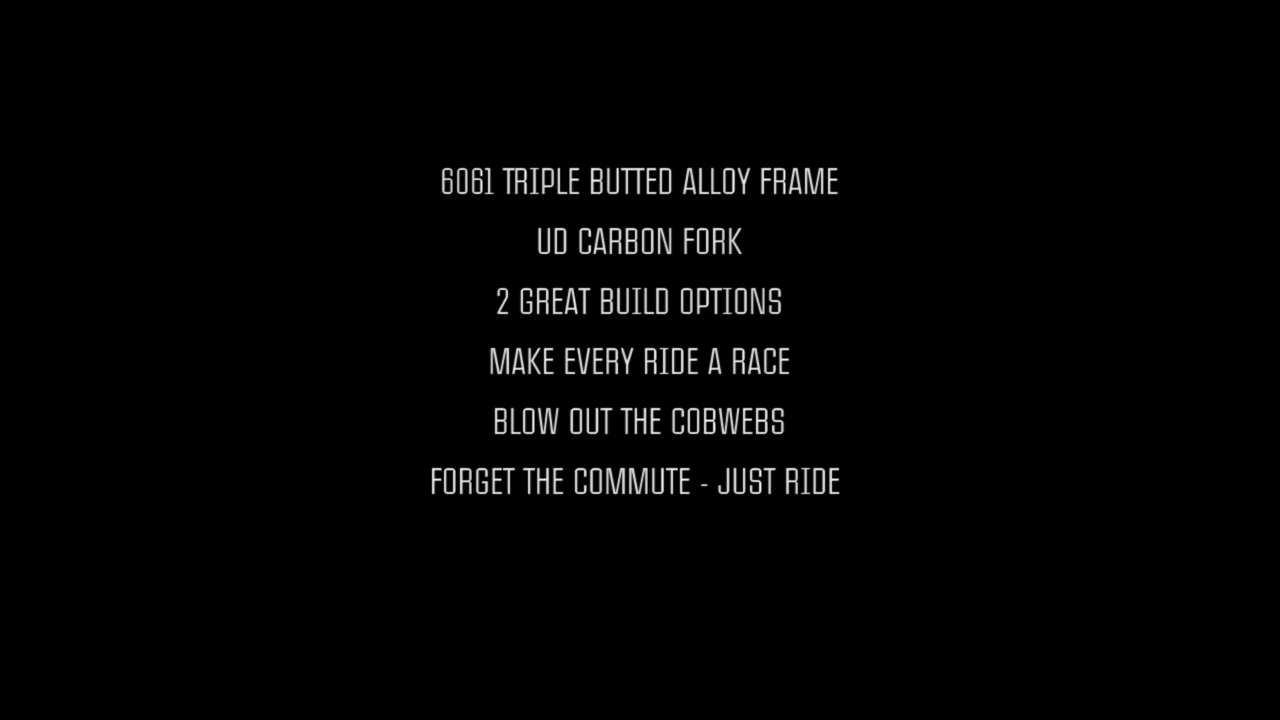 6061 TRIPLE BUTTED ALLOY FRAME
UD CARBON FORK
2 GREAT BUILD OPTIONS
MAKE EVERY RIDE A RACE
BLOW OUT THE COBWEBS
FORGET THE COMMUTE - JUST RIDE